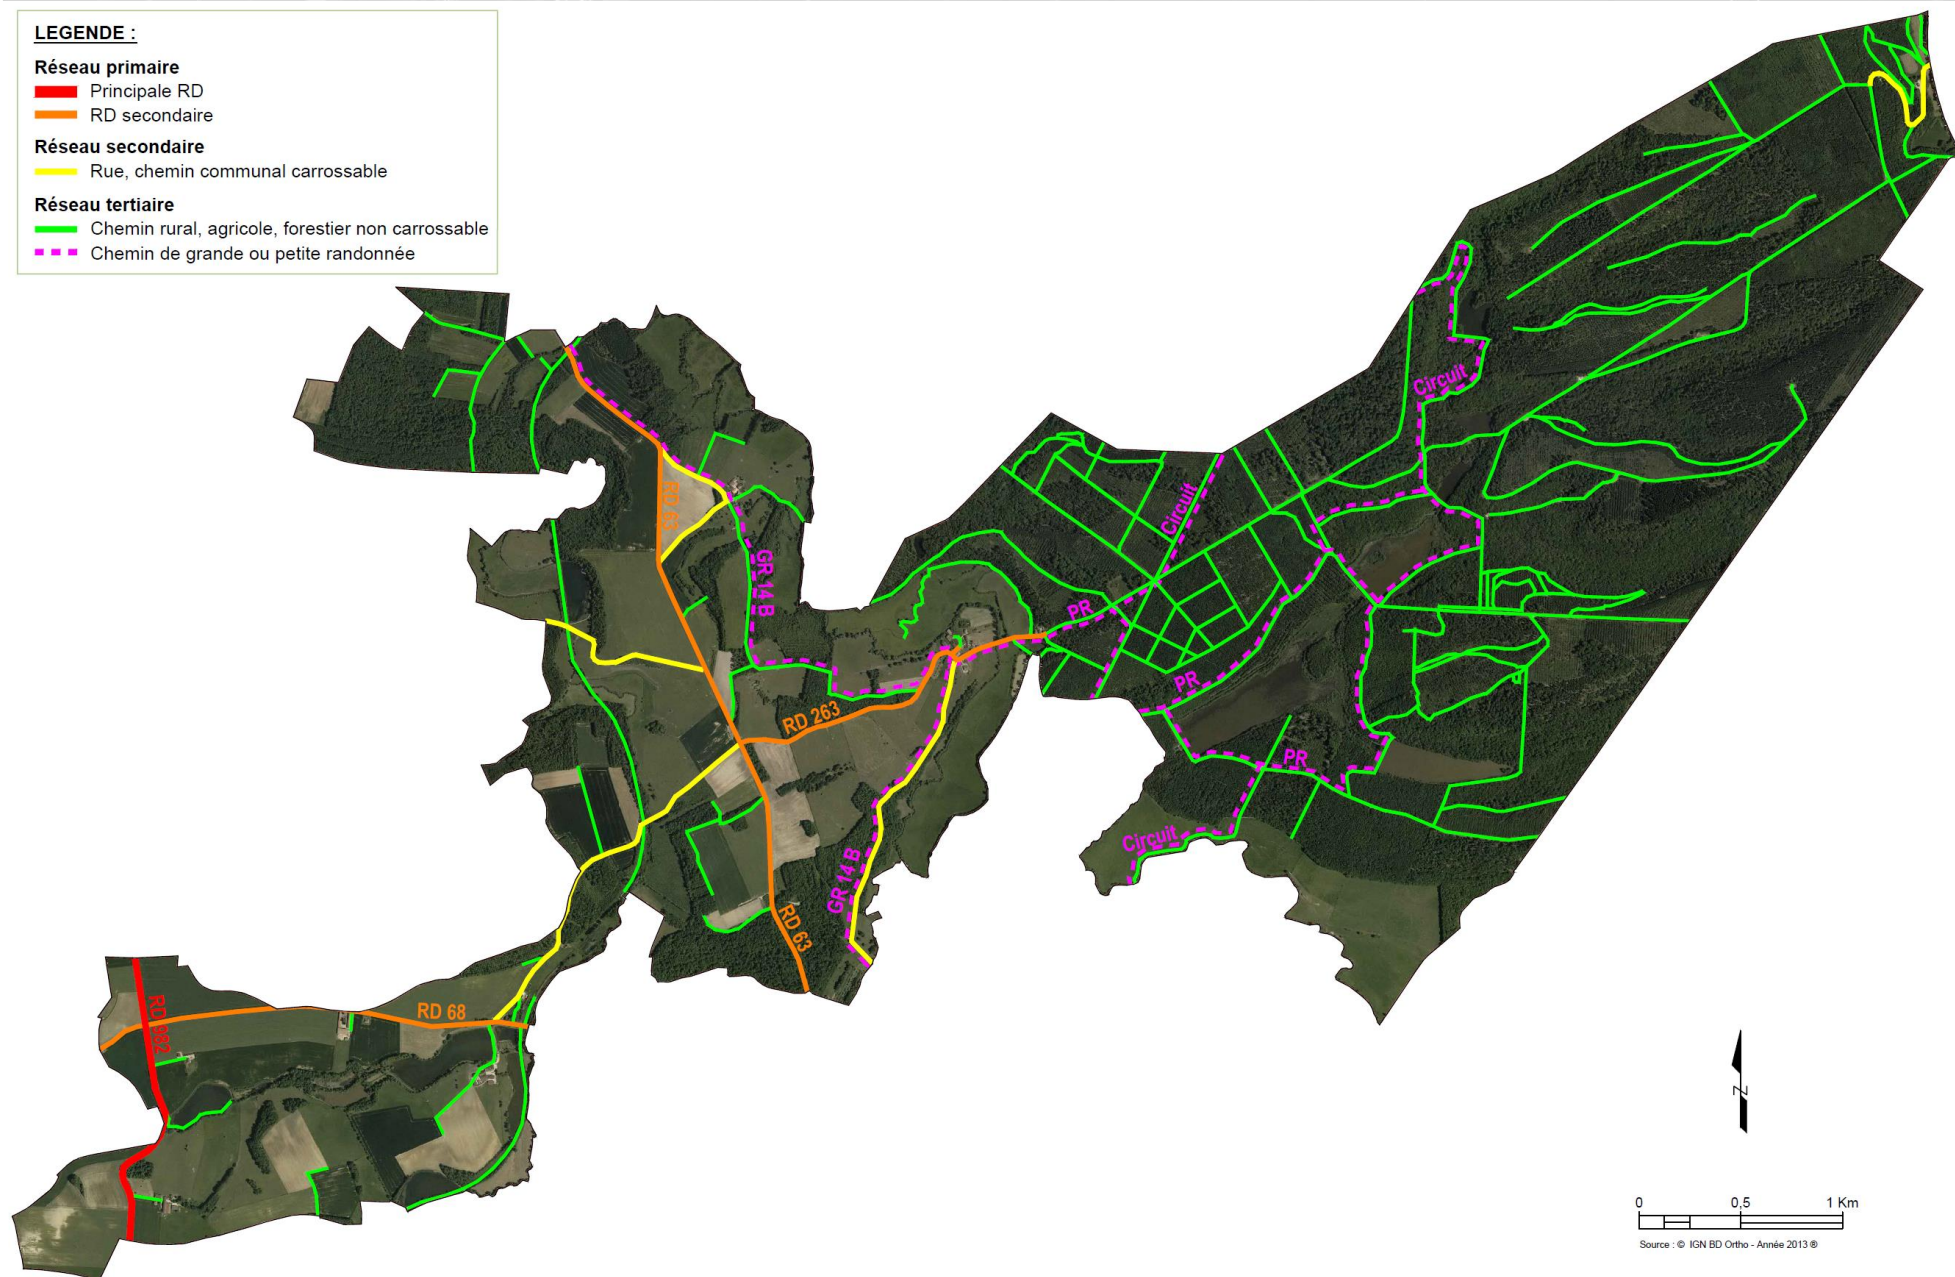 LEGENDE :
Réseau primaire
Principale RD
RD secondaire
Réseau secondaire
Rue, chemin communal carrossable
Réseau tertiaire
Chemin rural, agricole, forestier non carrossable
Chemin de grande ou petite randonnée
Circuit
RD 63
Circuit
GR 14 B
PR
PR
RD 263
PR
Circuit
GR 14 B
RD 63
RD 982
RD 68
N
0 0,5 1 Km
Source : © IGN BD Ortho - Année 2013 ®